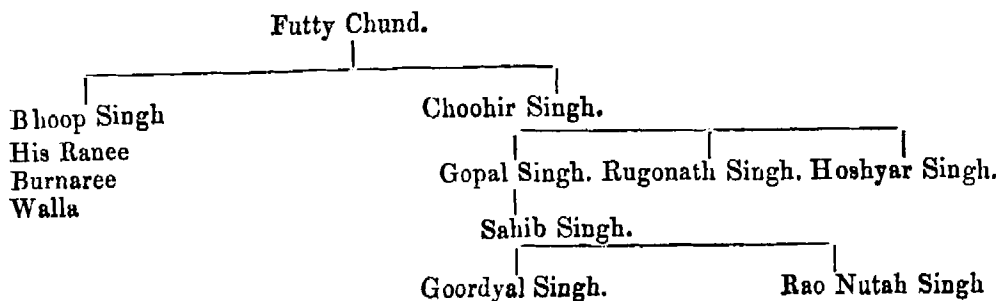 Futty Chund.
Bhoop Singh
His Ranee
Burnaree
Walla
Choohir Singh.
Gopal Singh. Rugonath Singh. Hoshyar Singh.
Sahib Singh.
Goordyal Singh. Rao Nutah Singh